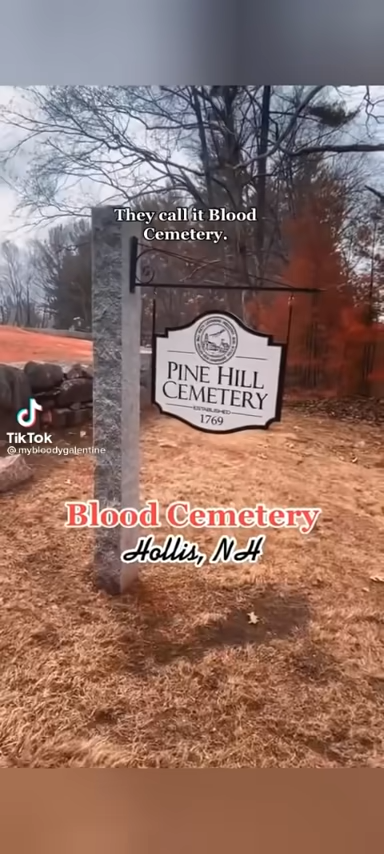 They call it Blood
Cemetery.
PINE HILL
CEMETERY
ESTABLISHED
1769
TikTok
@mybloodygalentine
Blood Cemetery
Hollis, NH